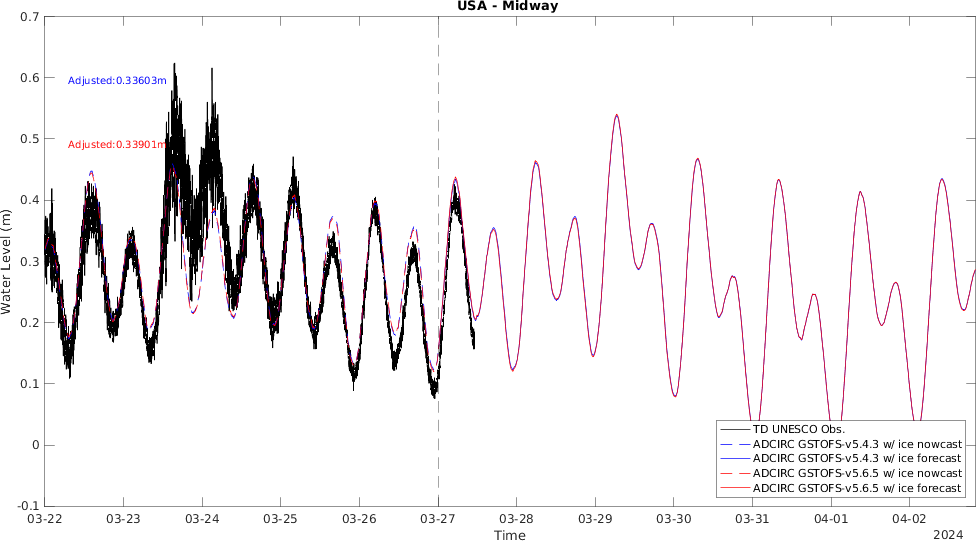 USA - Midway
0.7
0.6
0.5
0.4
0.3
0.2
0.1
0
-0.1
Water Level (m)
Adjusted:0.33603m
Adjusted:0.33901m
TD UNESCO Obs.
ADCIRC GSTOFS-v5.4.3 w/ ice nowcast
ADCIRC GSTOFS-v5.4.3 w/ ice forecast
ADCIRC GSTOFS-v5.6.5 w/ ice nowcast
ADCIRC GSTOFS-v5.6.5 w/ ice forecast
03-22 03-23 03-24 03-25 03-26 03-27 03-28 03-29 03-30 03-31 04-01 04-02
Time
2024